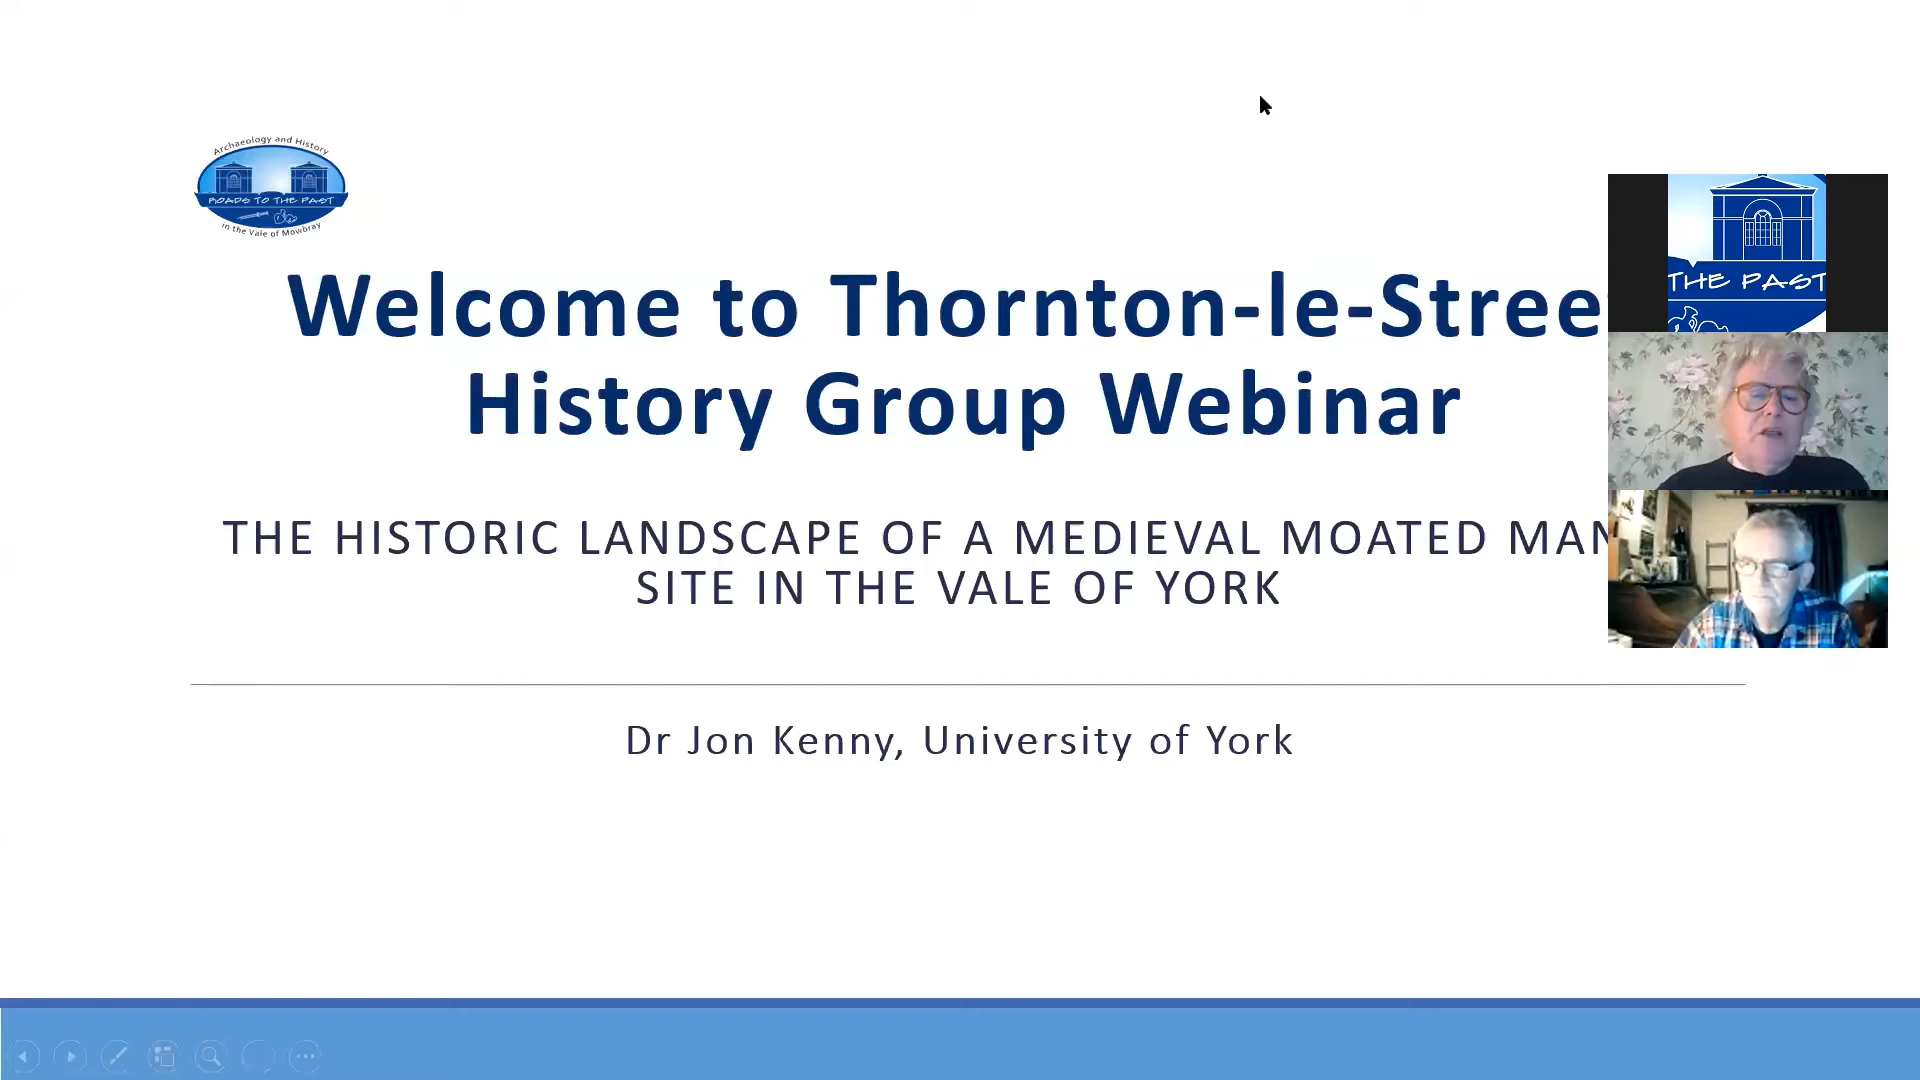 Archaeology and History
ROADS TO THE PAST
in the Vale of Mowbray
THE PAST
Welcome to Thornton-le-Stree
History Group Webinar
THE HISTORIC LANDSCAPE OF A MEDIEVAL MOATED MAN
SITE IN THE VALE OF YORK
Dr Jon Kenny, University of York